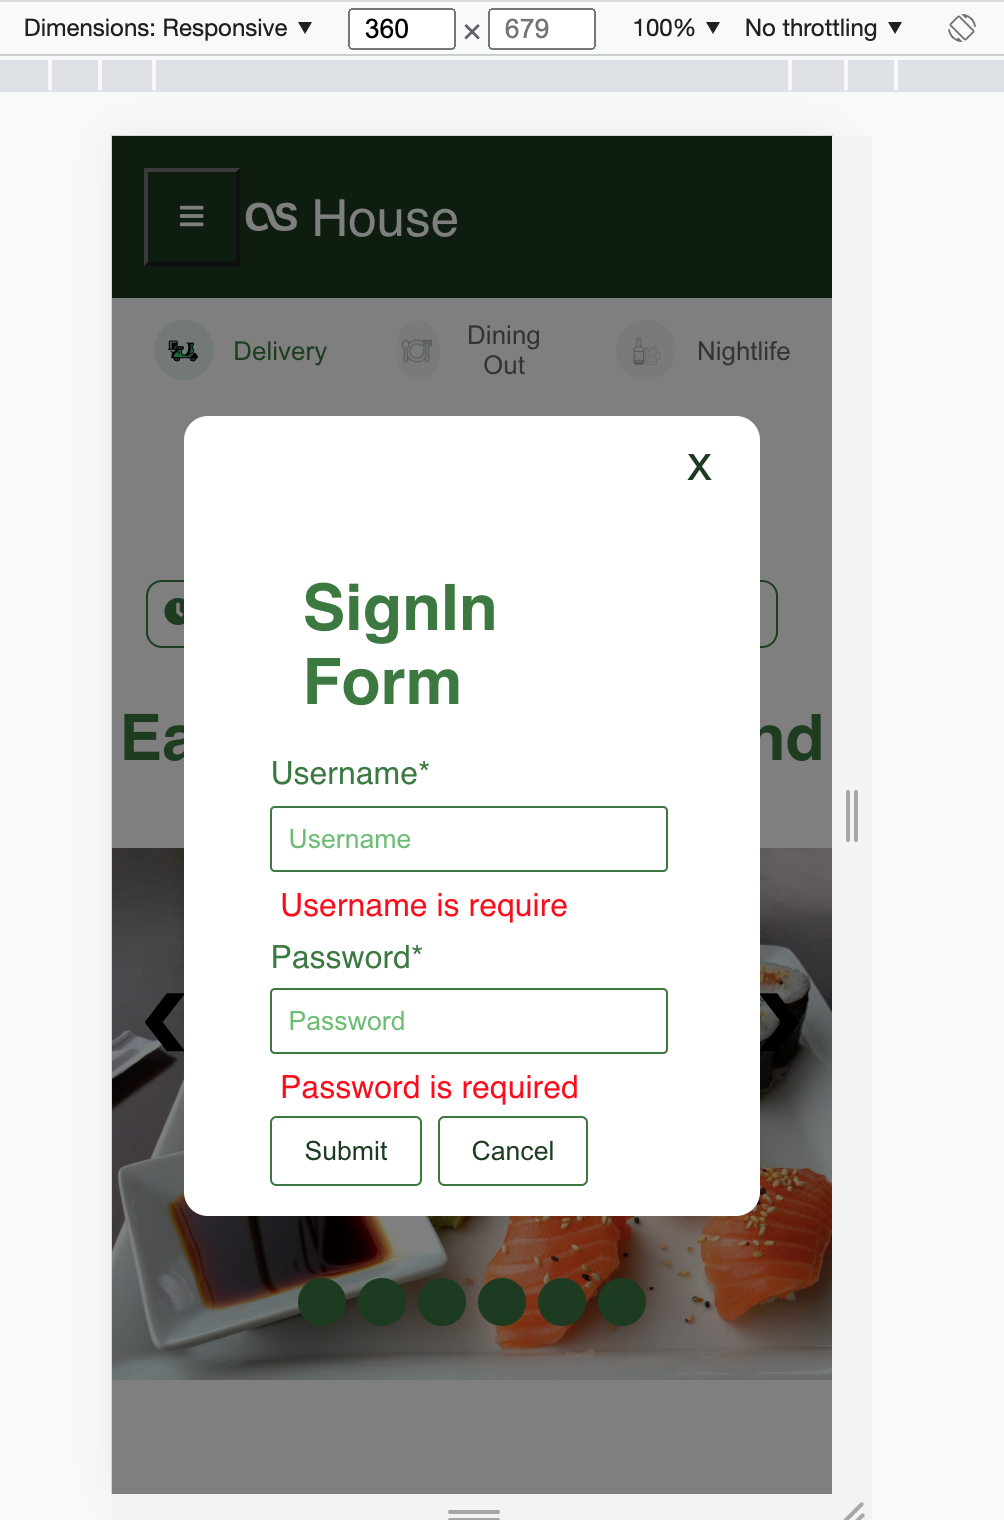 Dimensions: Responsive ▼ 360 × 679 100% ▼ No throttling ▼
as House
Delivery
Dining
Out
Nightlife
X
SignIn
Form
Ea nd
Username*
Username
Username is require
Password*
Password
Password is required
Submit Cancel